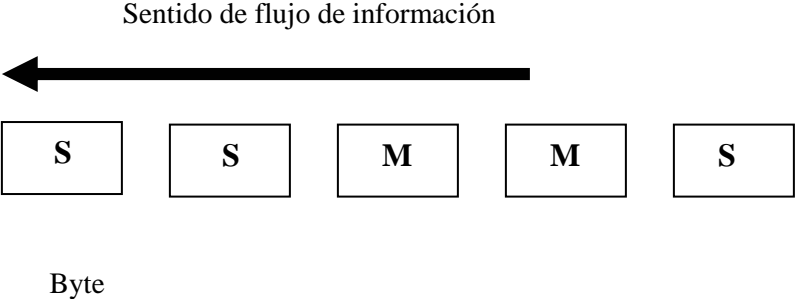 Sentido de flujo de información
S S M M S
Byte